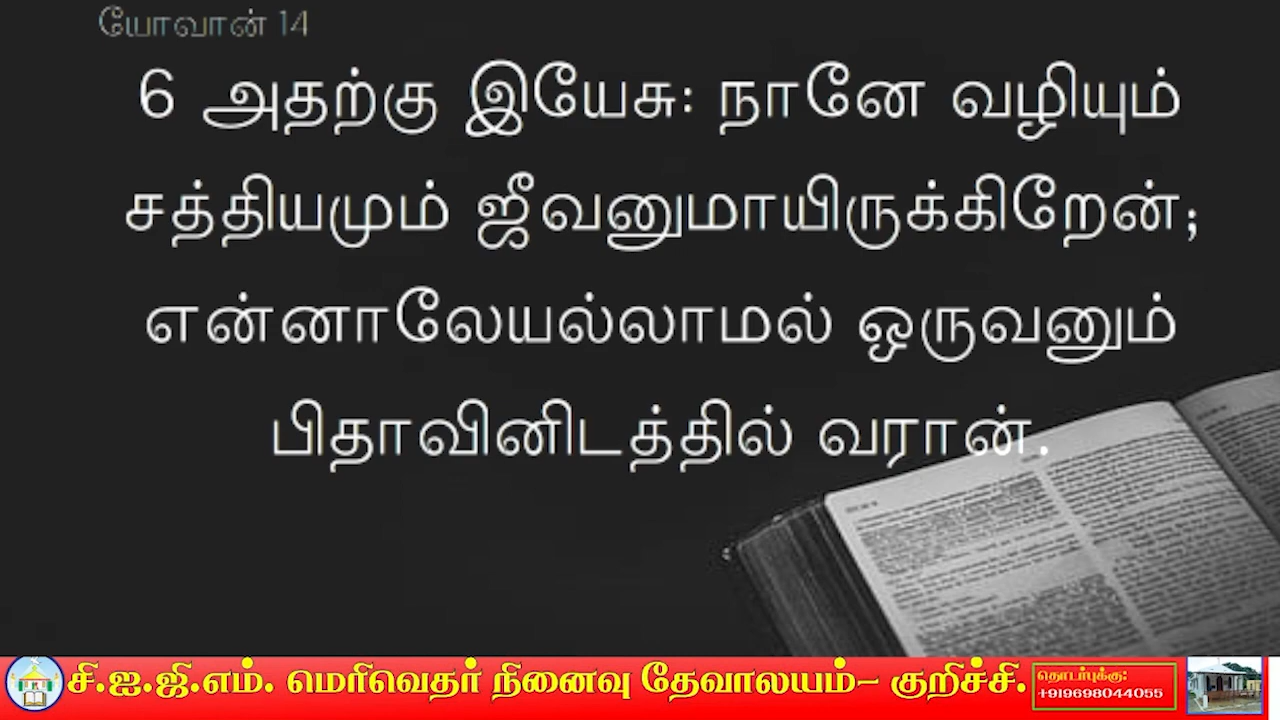 யோவான் 14
6 அதற்கு இயேசு: நானே வழியும்
சத்தியமும் ஜீவனுமாயிருக்கிறேன்;
என்னாலேயல்லாமல் ஒருவனும்
பிதாவினிடத்தில் வரான்.
சி.ஐ.ஜி.எம். மெரிவெதர் நினைவு தேவாலயம்- குறிச்சி.
தொடர்புக்கு:
+919698044055